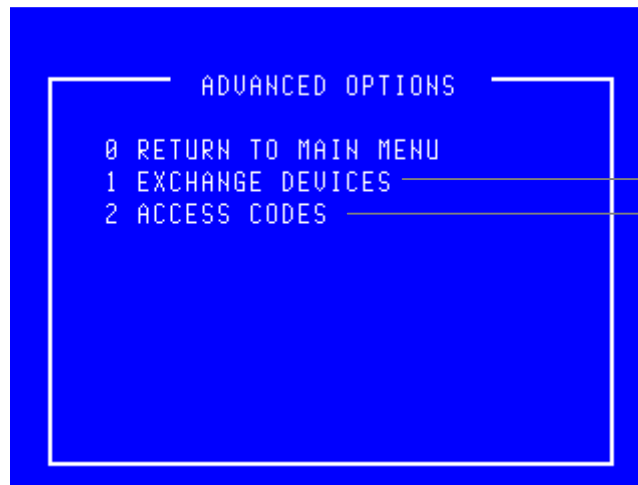 ADVANCED OPTIONS
0 RETURN TO MAIN MENU
1 EXCHANGE DEVICES
2 ACCESS CODES